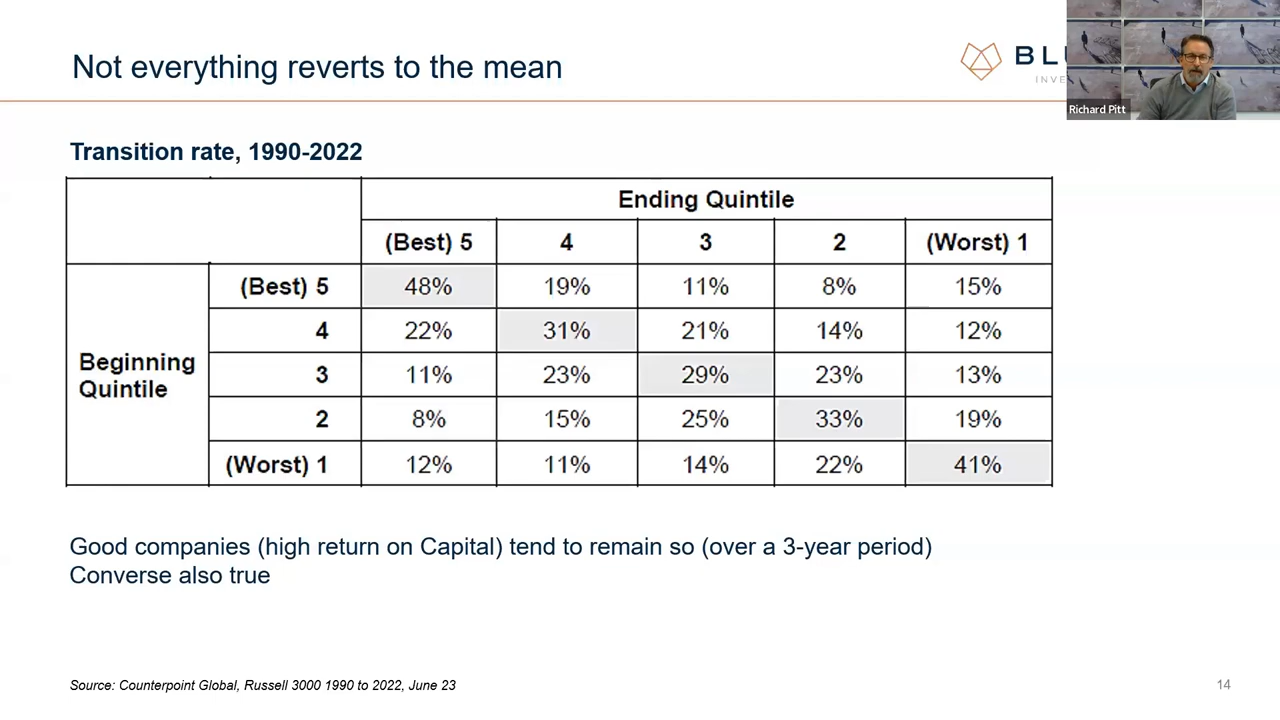 Not everything reverts to the mean
Richard Pitt
Transition rate, 1990-2022
Ending Quintile
(Best) 5 4 3 2 (Worst) 1
Beginning Quintile
(Best) 5 48% 19% 11% 8% 15%
4 22% 31% 21% 14% 12%
3 11% 23% 29% 23% 13%
2 8% 15% 25% 33% 19%
(Worst) 1 12% 11% 14% 22% 41%
Good companies (high return on Capital) tend to remain so (over a 3-year period)
Converse also true
Source: Counterpoint Global, Russell 3000 1990 to 2022, June 23
14